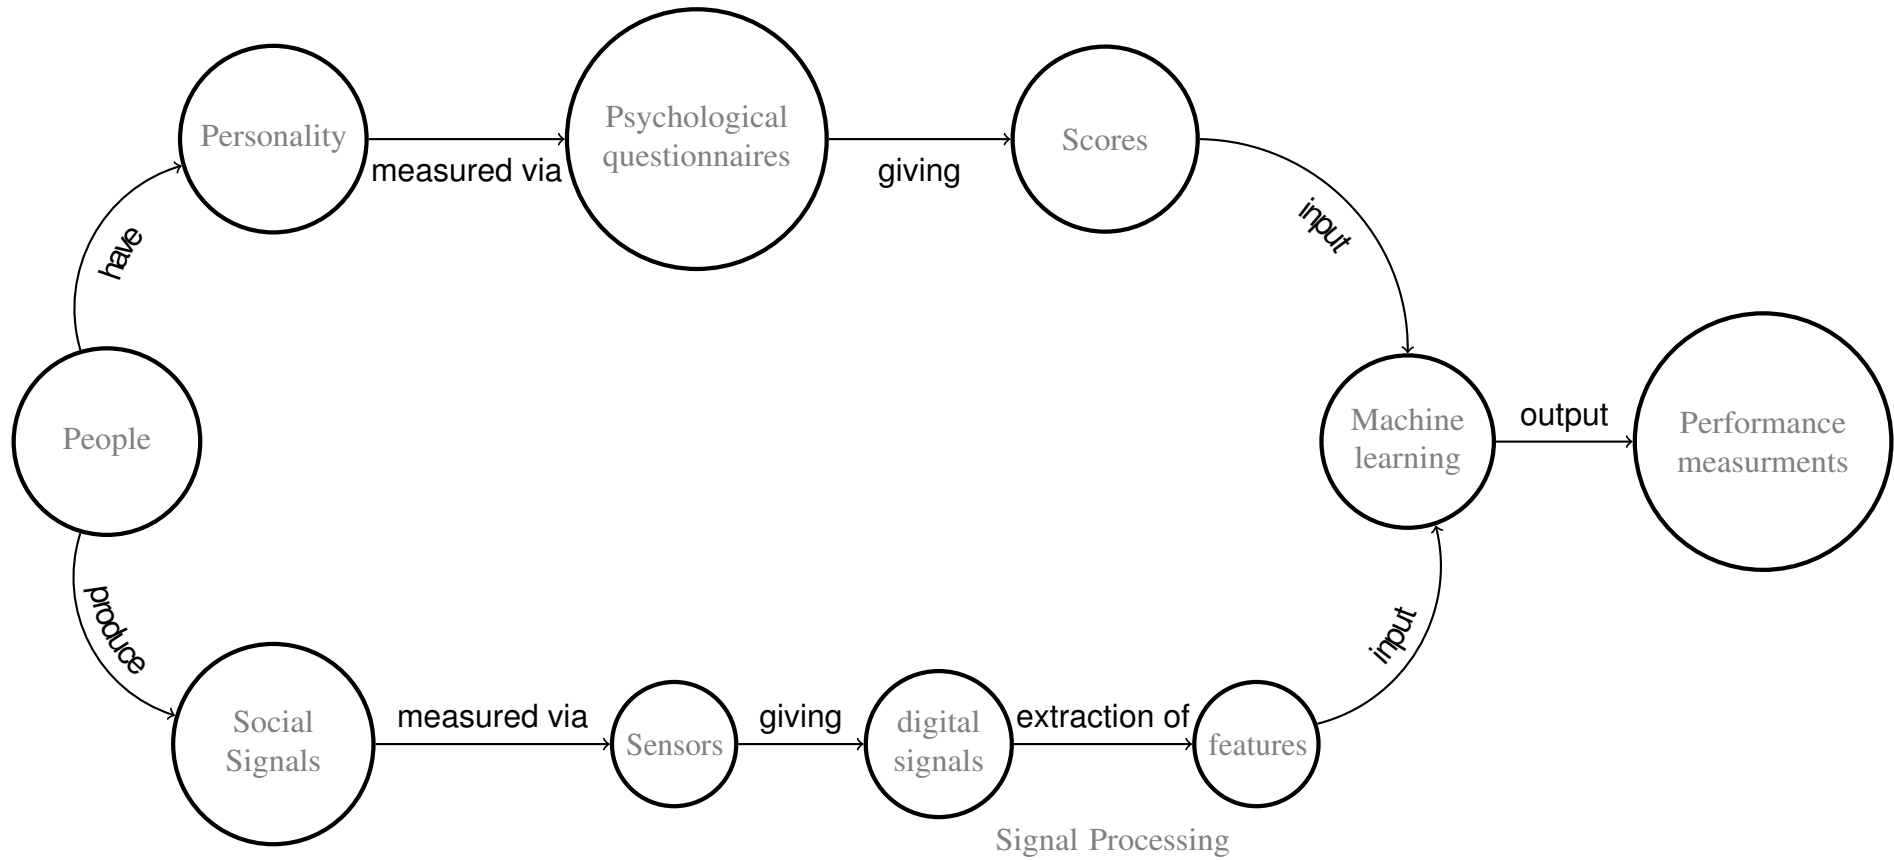 Personality
measured via
Psychological
questionnaires
giving
Scores
input
have
People
Machine
learning
output
Performance
measurments
produce
Social
Signals
measured via
Sensors
giving
digital
signals
extraction of
features
input
Signal Processing